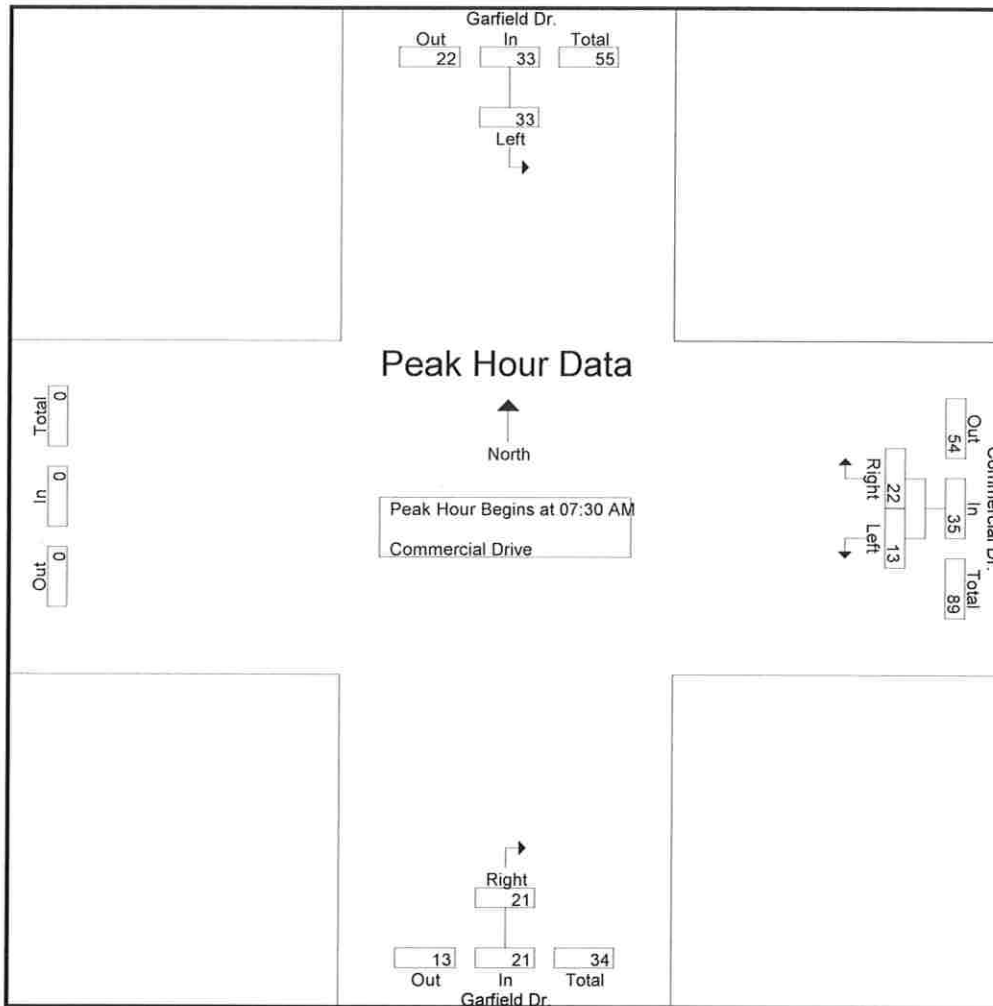 Garfield Dr.
Out In Total
22 33 55
33
Left
Peak Hour Data
North
Peak Hour Begins at 07:30 AM
Commercial Drive
Total In Out
0 0 0
Commercial Dr.
Out In Total
54 35 89
22 13
Right Left
Right
21
13 21 34
Out In Total
Garfield Dr.